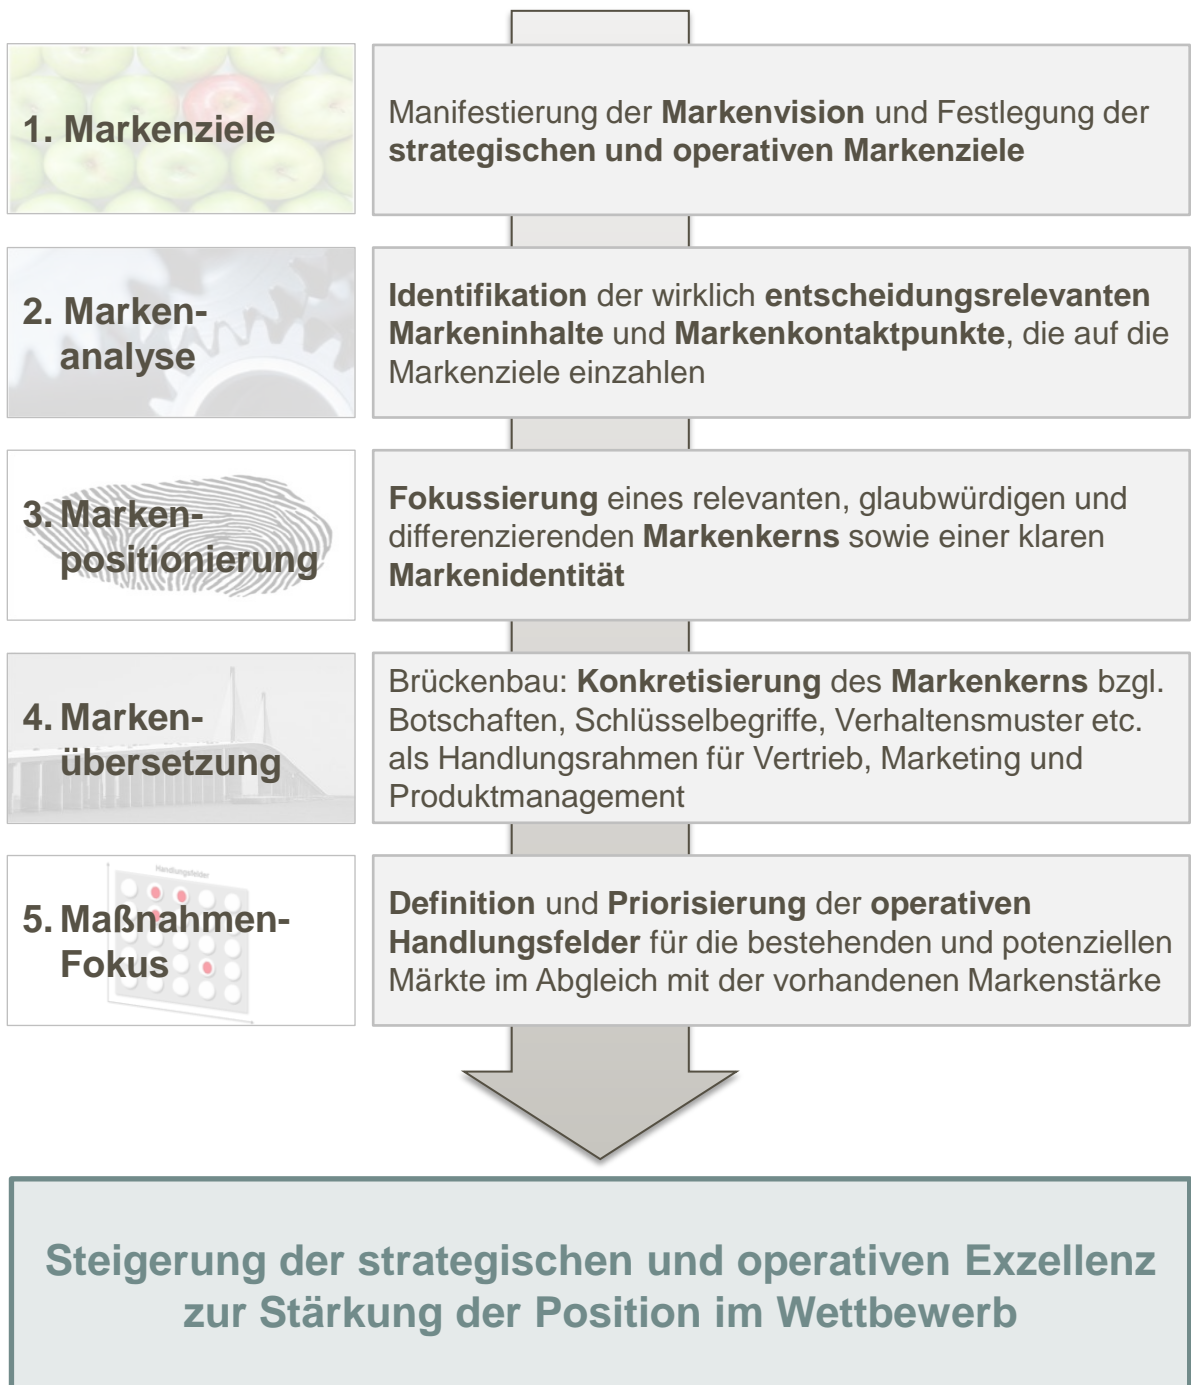 1. Markenziele
Manifestierung der Markenvision und Festlegung der
strategischen und operativen Markenziele
2. Marken-
analyse
Identifikation der wirklich entscheidungsrelevanten
Markeninhalte und Markenkontaktpunkte, die auf die
Markenziele einzahlen
3. Marken-
positionierung
Fokussierung eines relevanten, glaubwürdigen und
differenzierenden Markenkerns sowie einer klaren
Markenidentität
4. Marken-
übersetzung
Brückenbau: Konkretisierung des Markenkerns bzgl.
Botschaften, Schlüsselbegriffe, Verhaltensmuster etc.
als Handlungsrahmen für Vertrieb, Marketing und
Produktmanagement
Handlungsfelder
5. Maßnahmen-
Fokus
Definition und Priorisierung der operativen
Handlungsfelder für die bestehenden und potenziellen
Märkte im Abgleich mit der vorhandenen Markenstärke
Steigerung der strategischen und operativen Exzellenz
zur Stärkung der Position im Wettbewerb